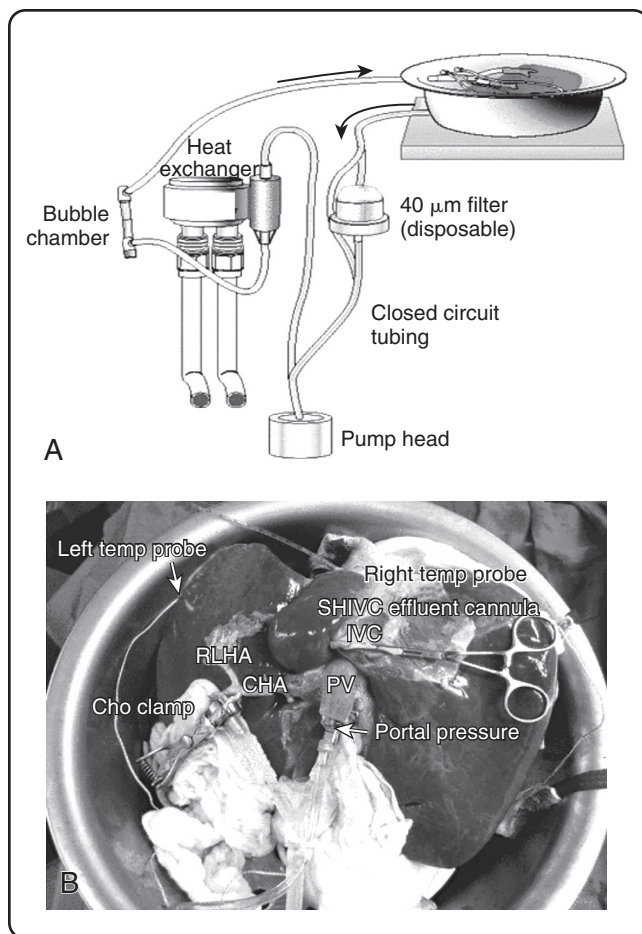 Heat
exchanger
Bubble
chamber
40 µm filter
(disposable)
Closed circuit
tubing
Pump head
A
Left temp probe
Right temp probe
SHIVC effluent cannula
IVC
RLHA
CHA
PV
Cho clamp
Portal pressure
B